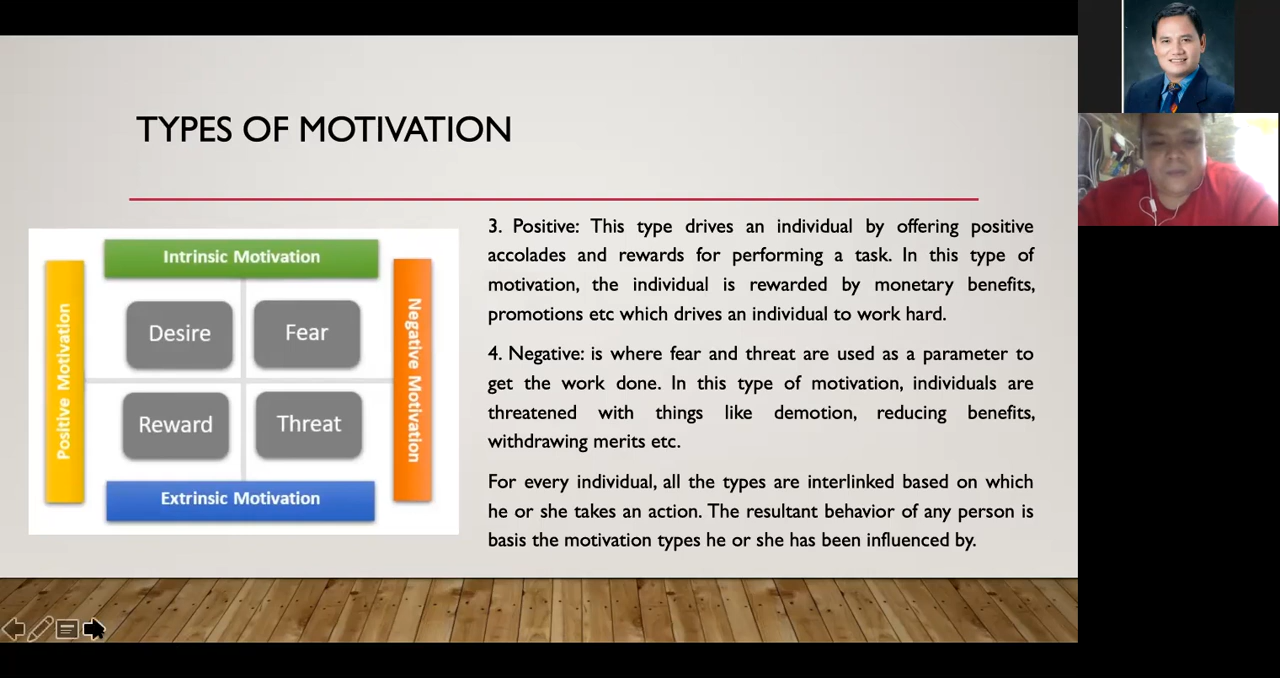 TYPES OF MOTIVATION
Intrinsic Motivation
Positive Motivation
Desire
Fear
Negative Motivation
Reward
Threat
Extrinsic Motivation
3. Positive: This type drives an individual by offering positive
accolades and rewards for performing a task. In this type of
motivation, the individual is rewarded by monetary benefits,
promotions etc which drives an individual to work hard.
4. Negative: is where fear and threat are used as a parameter to
get the work done. In this type of motivation, individuals are
threatened with things like demotion, reducing benefits,
withdrawing merits etc.
For every individual, all the types are interlinked based on which
he or she takes an action. The resultant behavior of any person is
basis the motivation types he or she has been influenced by.